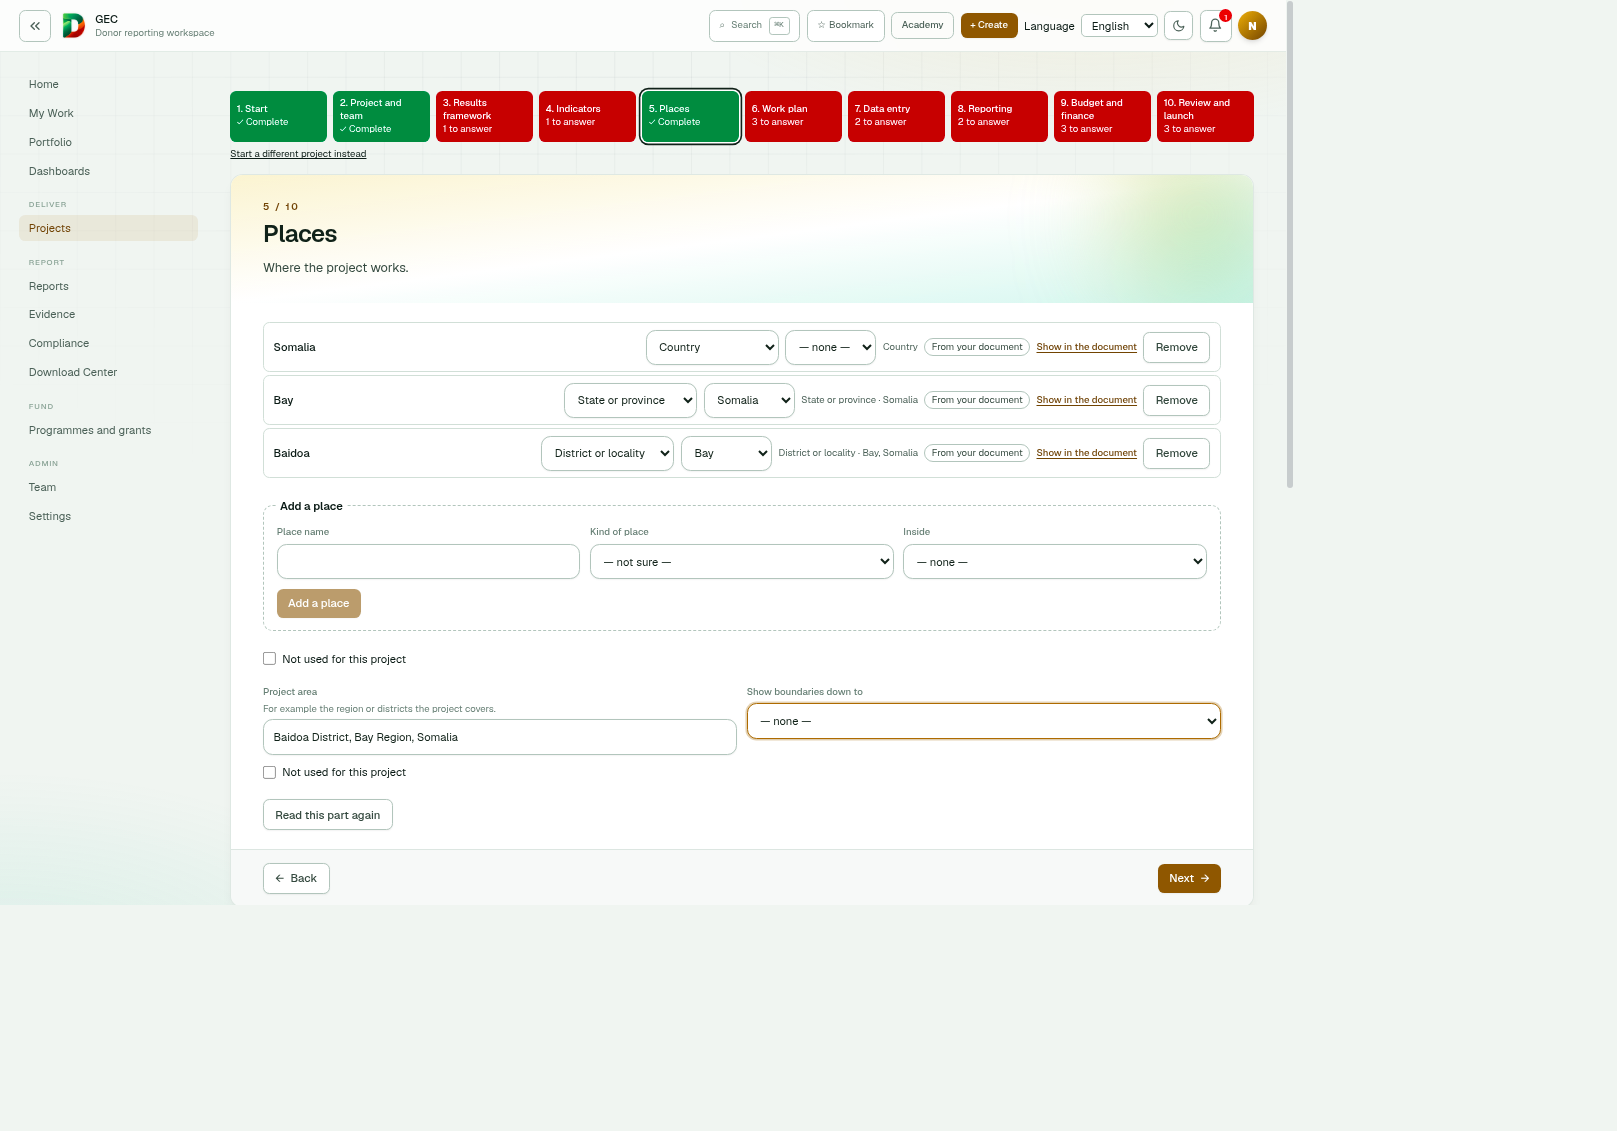 GEC
Donor reporting workspace
Search ⌘K
☆ Bookmark
Academy
+ Create
Language
English
1
N
Home
My Work
Portfolio
Dashboards
DELIVER
Projects
REPORT
Reports
Evidence
Compliance
Download Center
FUND
Programmes and grants
ADMIN
Team
Settings
1. Start
✓ Complete
2. Project and
team
✓ Complete
3. Results
framework
1 to answer
4. Indicators
1 to answer
5. Places
✓ Complete
6. Work plan
3 to answer
7. Data entry
2 to answer
8. Reporting
2 to answer
9. Budget and
finance
3 to answer
10. Review and
launch
3 to answer
Start a different project instead
5 / 10
Places
Where the project works.
Somalia Country — none — Country From your document Show in the document Remove
Bay State or province Somalia State or province · Somalia From your document Show in the document Remove
Baidoa District or locality Bay District or locality · Bay, Somalia From your document Show in the document Remove
Add a place
Place name Kind of place Inside
— not sure — — none —
Add a place
Not used for this project
Project area
For example the region or districts the project covers.
Baidoa District, Bay Region, Somalia
Show boundaries down to
— none —
Not used for this project
Read this part again
← Back
Next →